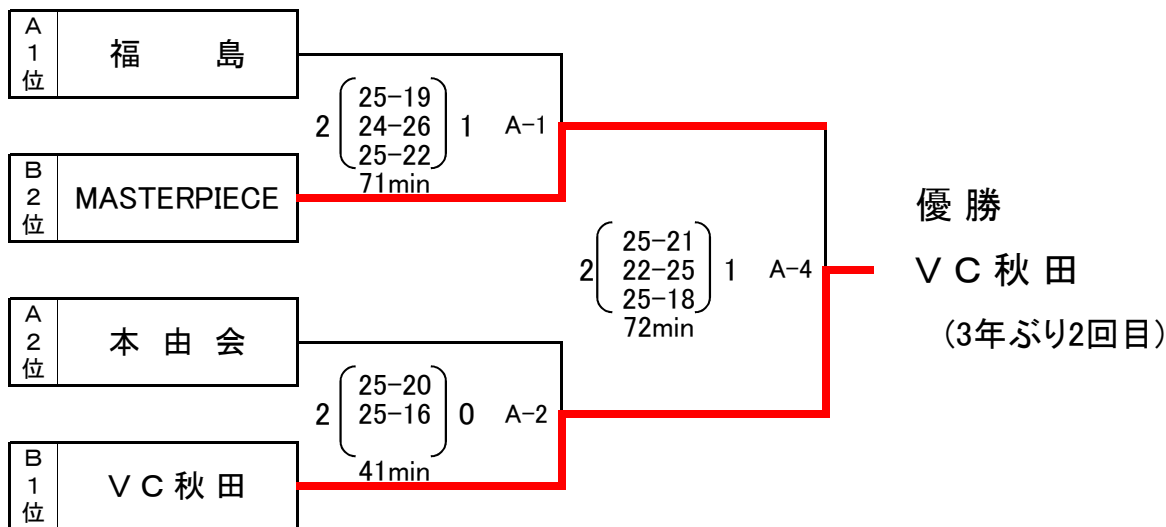 A
1
位
福 島
2
25-19
24-26
25-22
1
A-1
71min
B
2
位
MASTERPIECE
2
25-21
22-25
25-18
1
A-4
72min
優 勝
ＶＣ秋 田
(3年ぶり2回目)
A
2
位
本 由 会
2
25-20
25-16
0
A-2
41min
B
1
位
ＶＣ秋 田